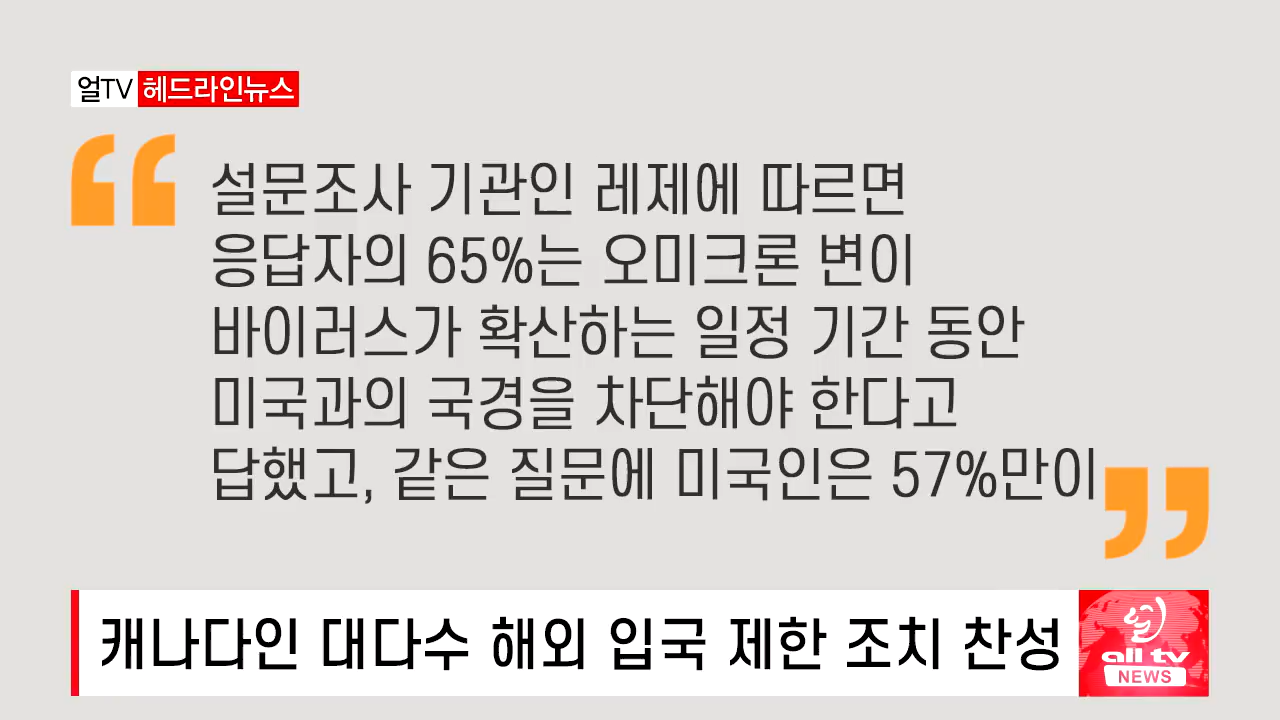 얼TV 헤드라인뉴스
설문조사 기관인 레제에 따르면
응답자의 65%는 오미크론 변이
바이러스가 확산하는 일정 기간 동안
미국과의 국경을 차단해야 한다고
답했고, 같은 질문에 미국인은 57%만이
캐나다인 대다수 해외 입국 제한 조치 찬성
얼
all tv
NEWS